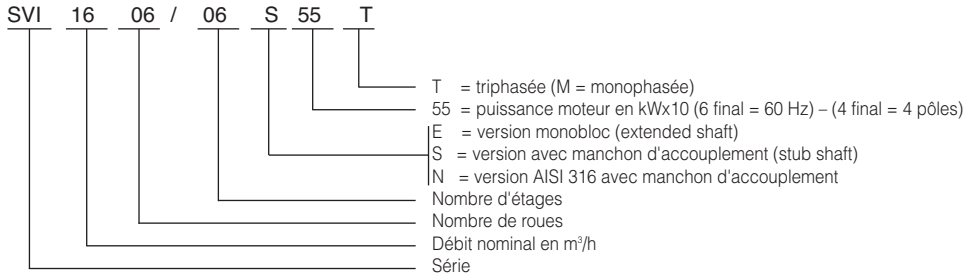 SVI 16 06 / 06 S 55 T
T = triphasée (M = monophasée)
55 = puissance moteur en kWx10 (6 final = 60 Hz) – (4 final = 4 pôles)
E = version monobloc (extended shaft)
S = version avec manchon d'accouplement (stub shaft)
N = version AISI 316 avec manchon d'accouplement
Nombre d'étages
Nombre de roues
Débit nominal en m³/h
Série